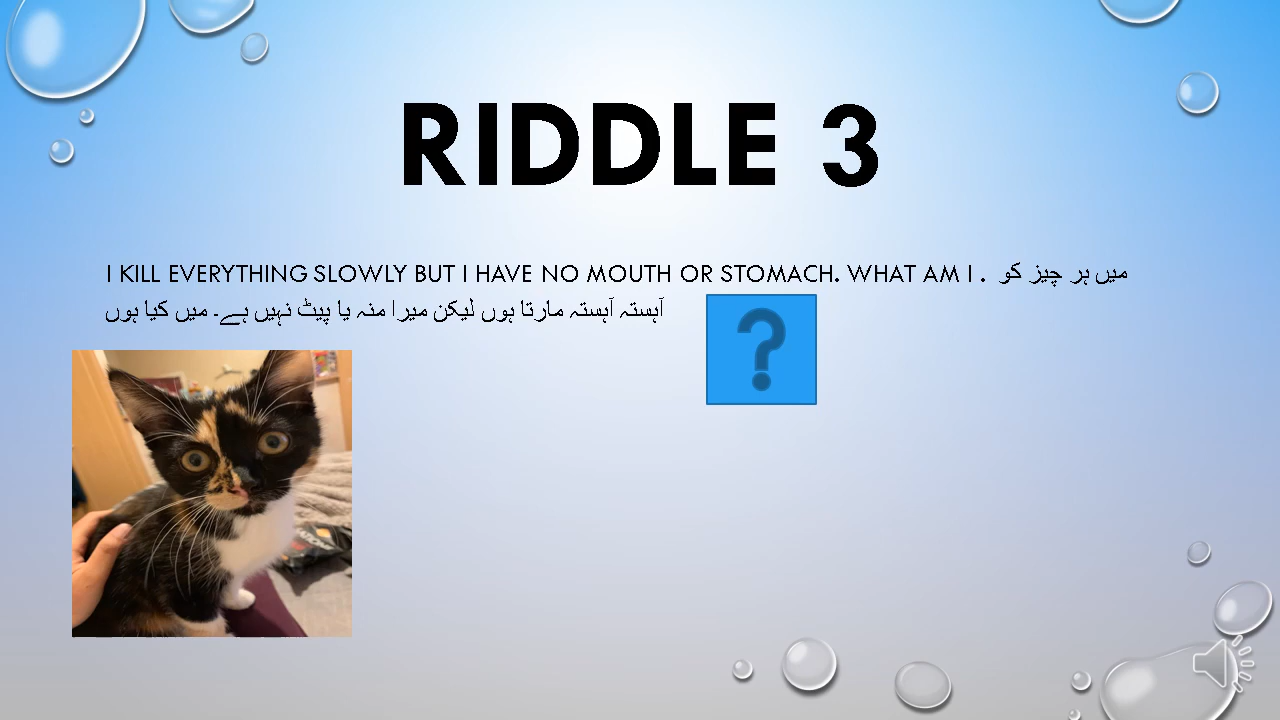 RIDDLE 3
I KILL EVERYTHING SLOWLY BUT I HAVE NO MOUTH OR STOMACH. WHAT AM I . میں ہر چیز کو
آہستہ آہستہ مارتا ہوں لیکن میرا منہ یا پیٹ نہیں ہے۔ میں کیا ہوں
?